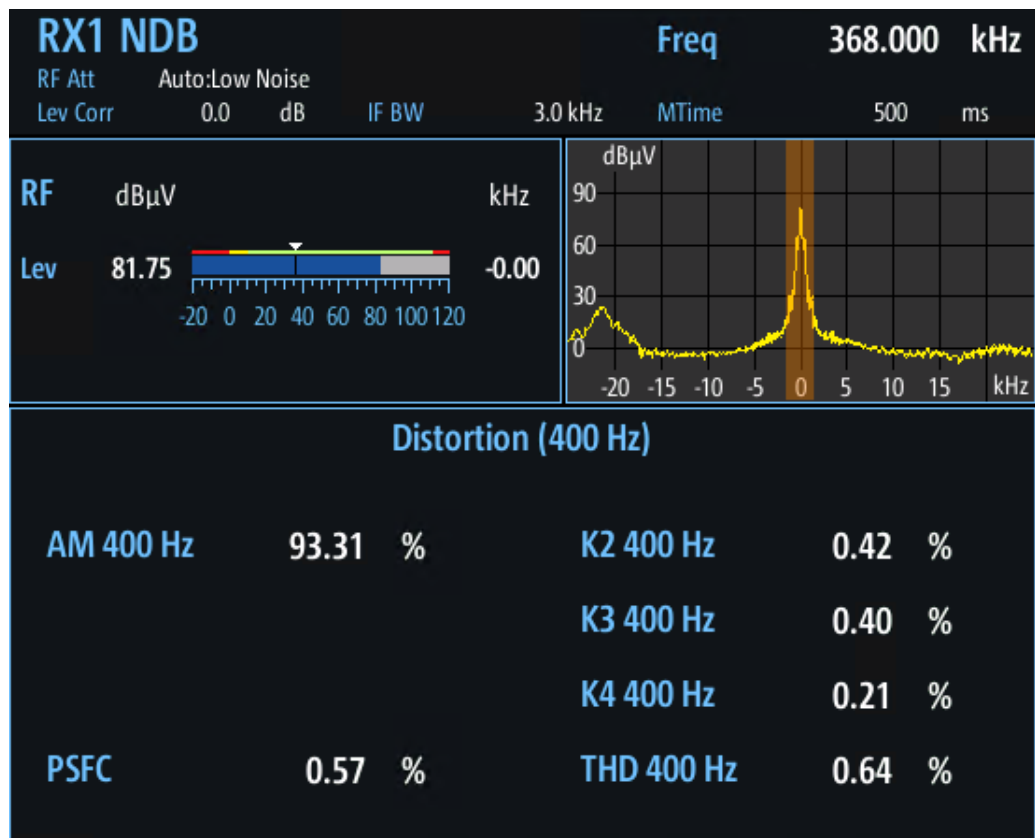 RX1 NDB Freq 368.000 kHz
RF Att Auto:Low Noise
Lev Corr 0.0 dB IF BW 3.0 kHz MTime 500 ms
RF dBµV kHz
Lev 81.75 -0.00
-20 0 20 40 60 80 100 120
dBµV
90
60
30
0
-20 -15 -10 -5 0 5 10 15 kHz
Distortion (400 Hz)
AM 400 Hz 93.31 % K2 400 Hz 0.42 %
K3 400 Hz 0.40 %
K4 400 Hz 0.21 %
PSFC 0.57 % THD 400 Hz 0.64 %